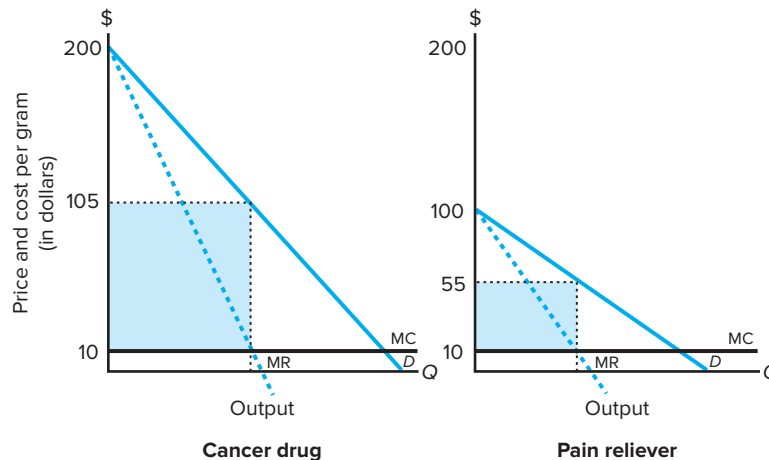 $
200
105
10
Price and cost per gram
(in dollars)
MC
D
Q
MR
Output
Cancer drug
$
200
100
55
10
MC
D
MR
Output
Pain reliever